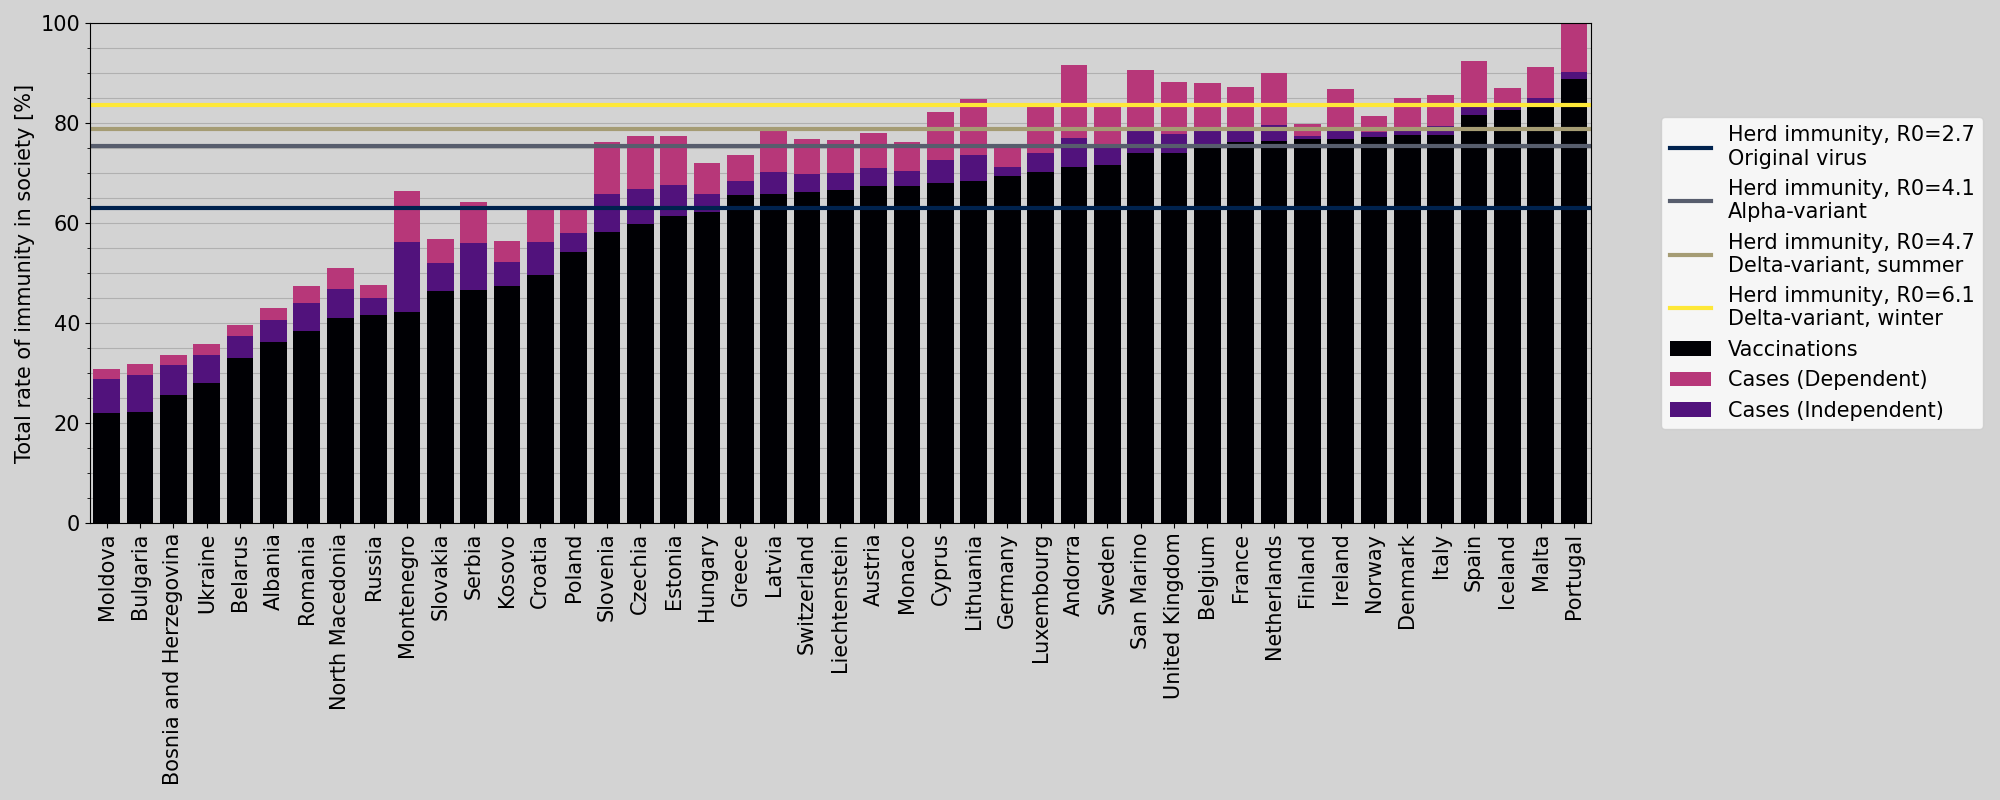 Total rate of immunity in society [%]
100
80
60
40
20
0
Moldova
Bulgaria
Bosnia and Herzegovina
Ukraine
Belarus
Albania
Romania
North Macedonia
Russia
Montenegro
Slovakia
Serbia
Kosovo
Croatia
Poland
Slovenia
Czechia
Estonia
Hungary
Greece
Latvia
Switzerland
Liechtenstein
Austria
Monaco
Cyprus
Lithuania
Germany
Luxembourg
Andorra
Sweden
San Marino
United Kingdom
Belgium
France
Netherlands
Finland
Ireland
Norway
Denmark
Italy
Spain
Iceland
Malta
Portugal
Herd immunity, R0=2.7
Original virus
Herd immunity, R0=4.1
Alpha-variant
Herd immunity, R0=4.7
Delta-variant, summer
Herd immunity, R0=6.1
Delta-variant, winter
Vaccinations
Cases (Dependent)
Cases (Independent)